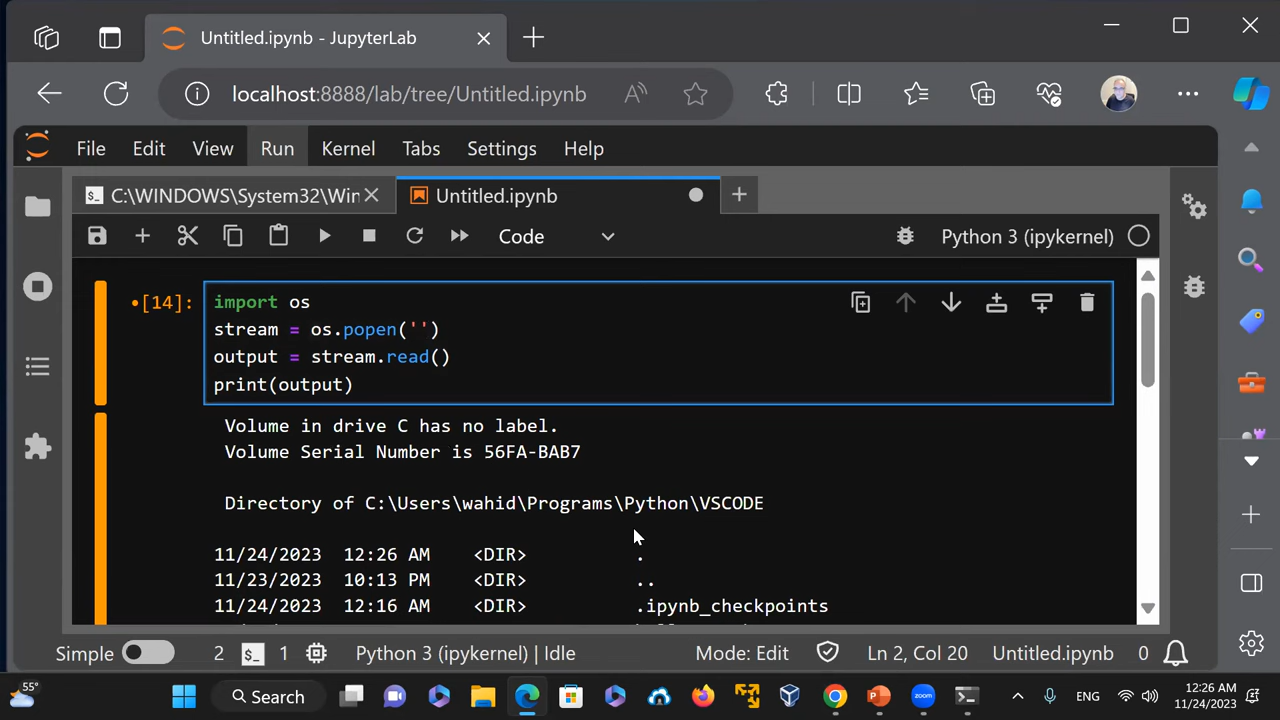 Untitled.ipynb - JupyterLab
localhost:8888/lab/tree/Untitled.ipynb
File Edit View Run Kernel Tabs Settings Help
C:\WINDOWS\System32\Win
Untitled.ipynb
Code
Python 3 (ipykernel)
[14]:
import os
stream = os.popen('')
output = stream.read()
print(output)
Volume in drive C has no label.
Volume Serial Number is 56FA-BAB7
Directory of C:\Users\wahid\Programs\Python\VSCODE
11/24/2023 12:26 AM <DIR> .
11/23/2023 10:13 PM <DIR> ..
11/24/2023 12:16 AM <DIR> .ipynb_checkpoints
Simple 2 1 Python 3 (ipykernel) | Idle Mode: Edit Ln 2, Col 20 Untitled.ipynb 0
55°
Search
ENG
12:26 AM
11/24/2023